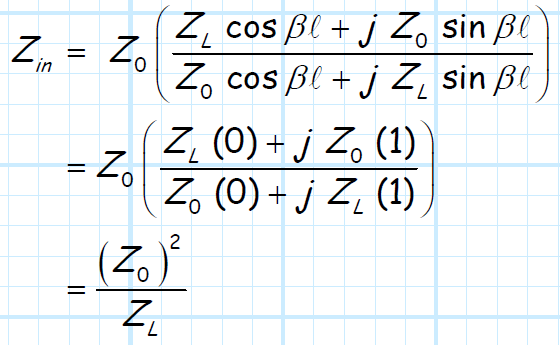 Z_in = Z_0 ( (Z_L cos βℓ + j Z_0 sin βℓ) / (Z_0 cos βℓ + j Z_L sin βℓ) )
= Z_0 ( (Z_L (0) + j Z_0 (1)) / (Z_0 (0) + j Z_L (1)) )
= (Z_0)^2 / Z_L